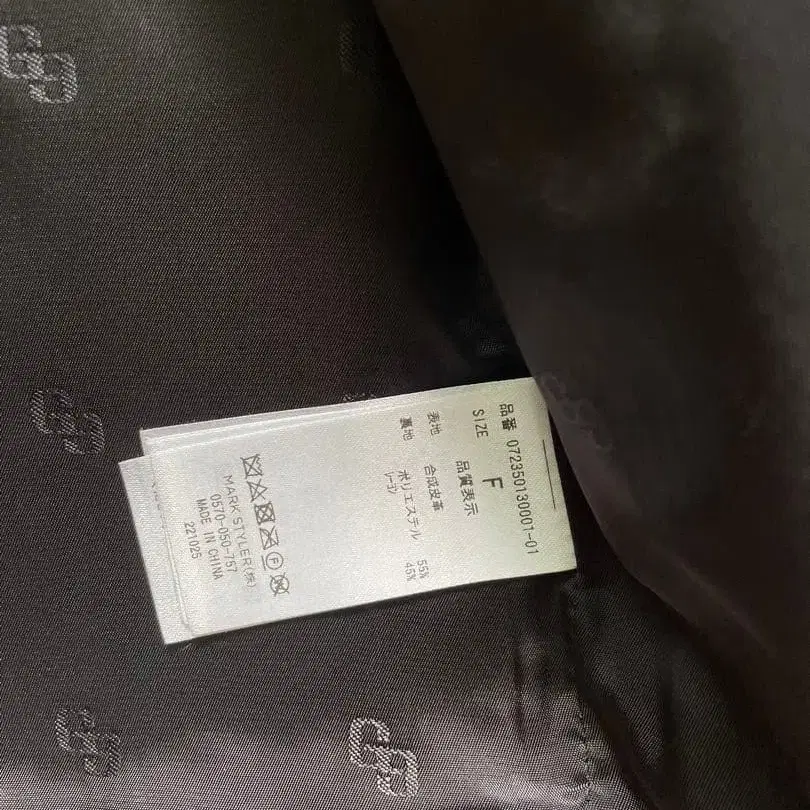 品番 072350130001-01
SIZE F
品質表示
表地 合成皮革
裏地 ポリエステル 55%
レーヨン 45%
MARK STYLER(株)
0570-050-757
MADE IN CHINA
221025